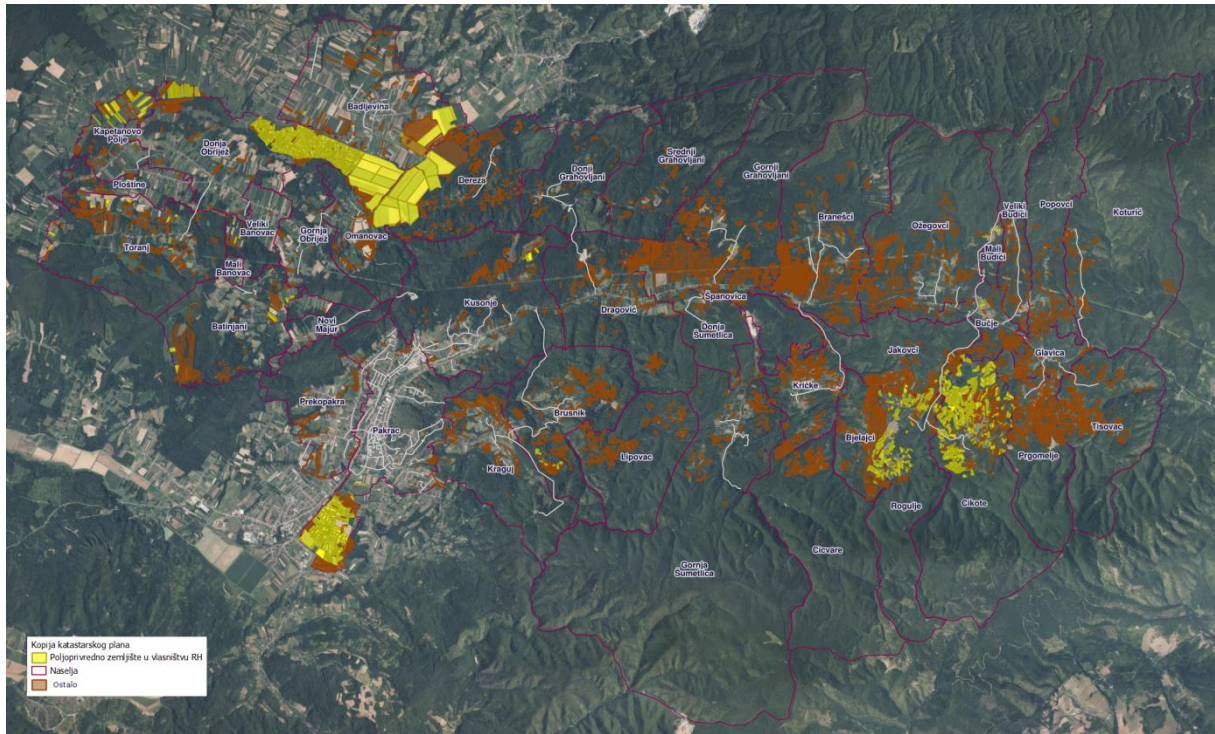 Badljevina
Kapetanovo
Polje
Donja
Obrijež
Srednji
Grahovljani
Donji
Grahovljani
Gornji
Grahovljani
Dereza
Ploštine
Veliki
Budići
Popovci
Koturić
Branešci
Ožegovci
Veliki
Banovac
Gornja
Obrijež
Omanovac
Toranj
Mali
Budići
Mali
Banovac
Kusonje
Španovica
Dragović
Novi
Majur
Batinjani
Donja
Šumetlica
Bučje
Jakovci
Glavica
Kričke
Prekopakra
Brusnik
Pakrac
Tisovac
Bjelajci
Lipovac
Prgomelje
Kraguj
Rogulje
Cikote
Cicvare
Gornja
Šumetlica
Kopija katastarskog plana
Poljoprivredno zemljište u vlasništvu RH
Naselja
Ostalo